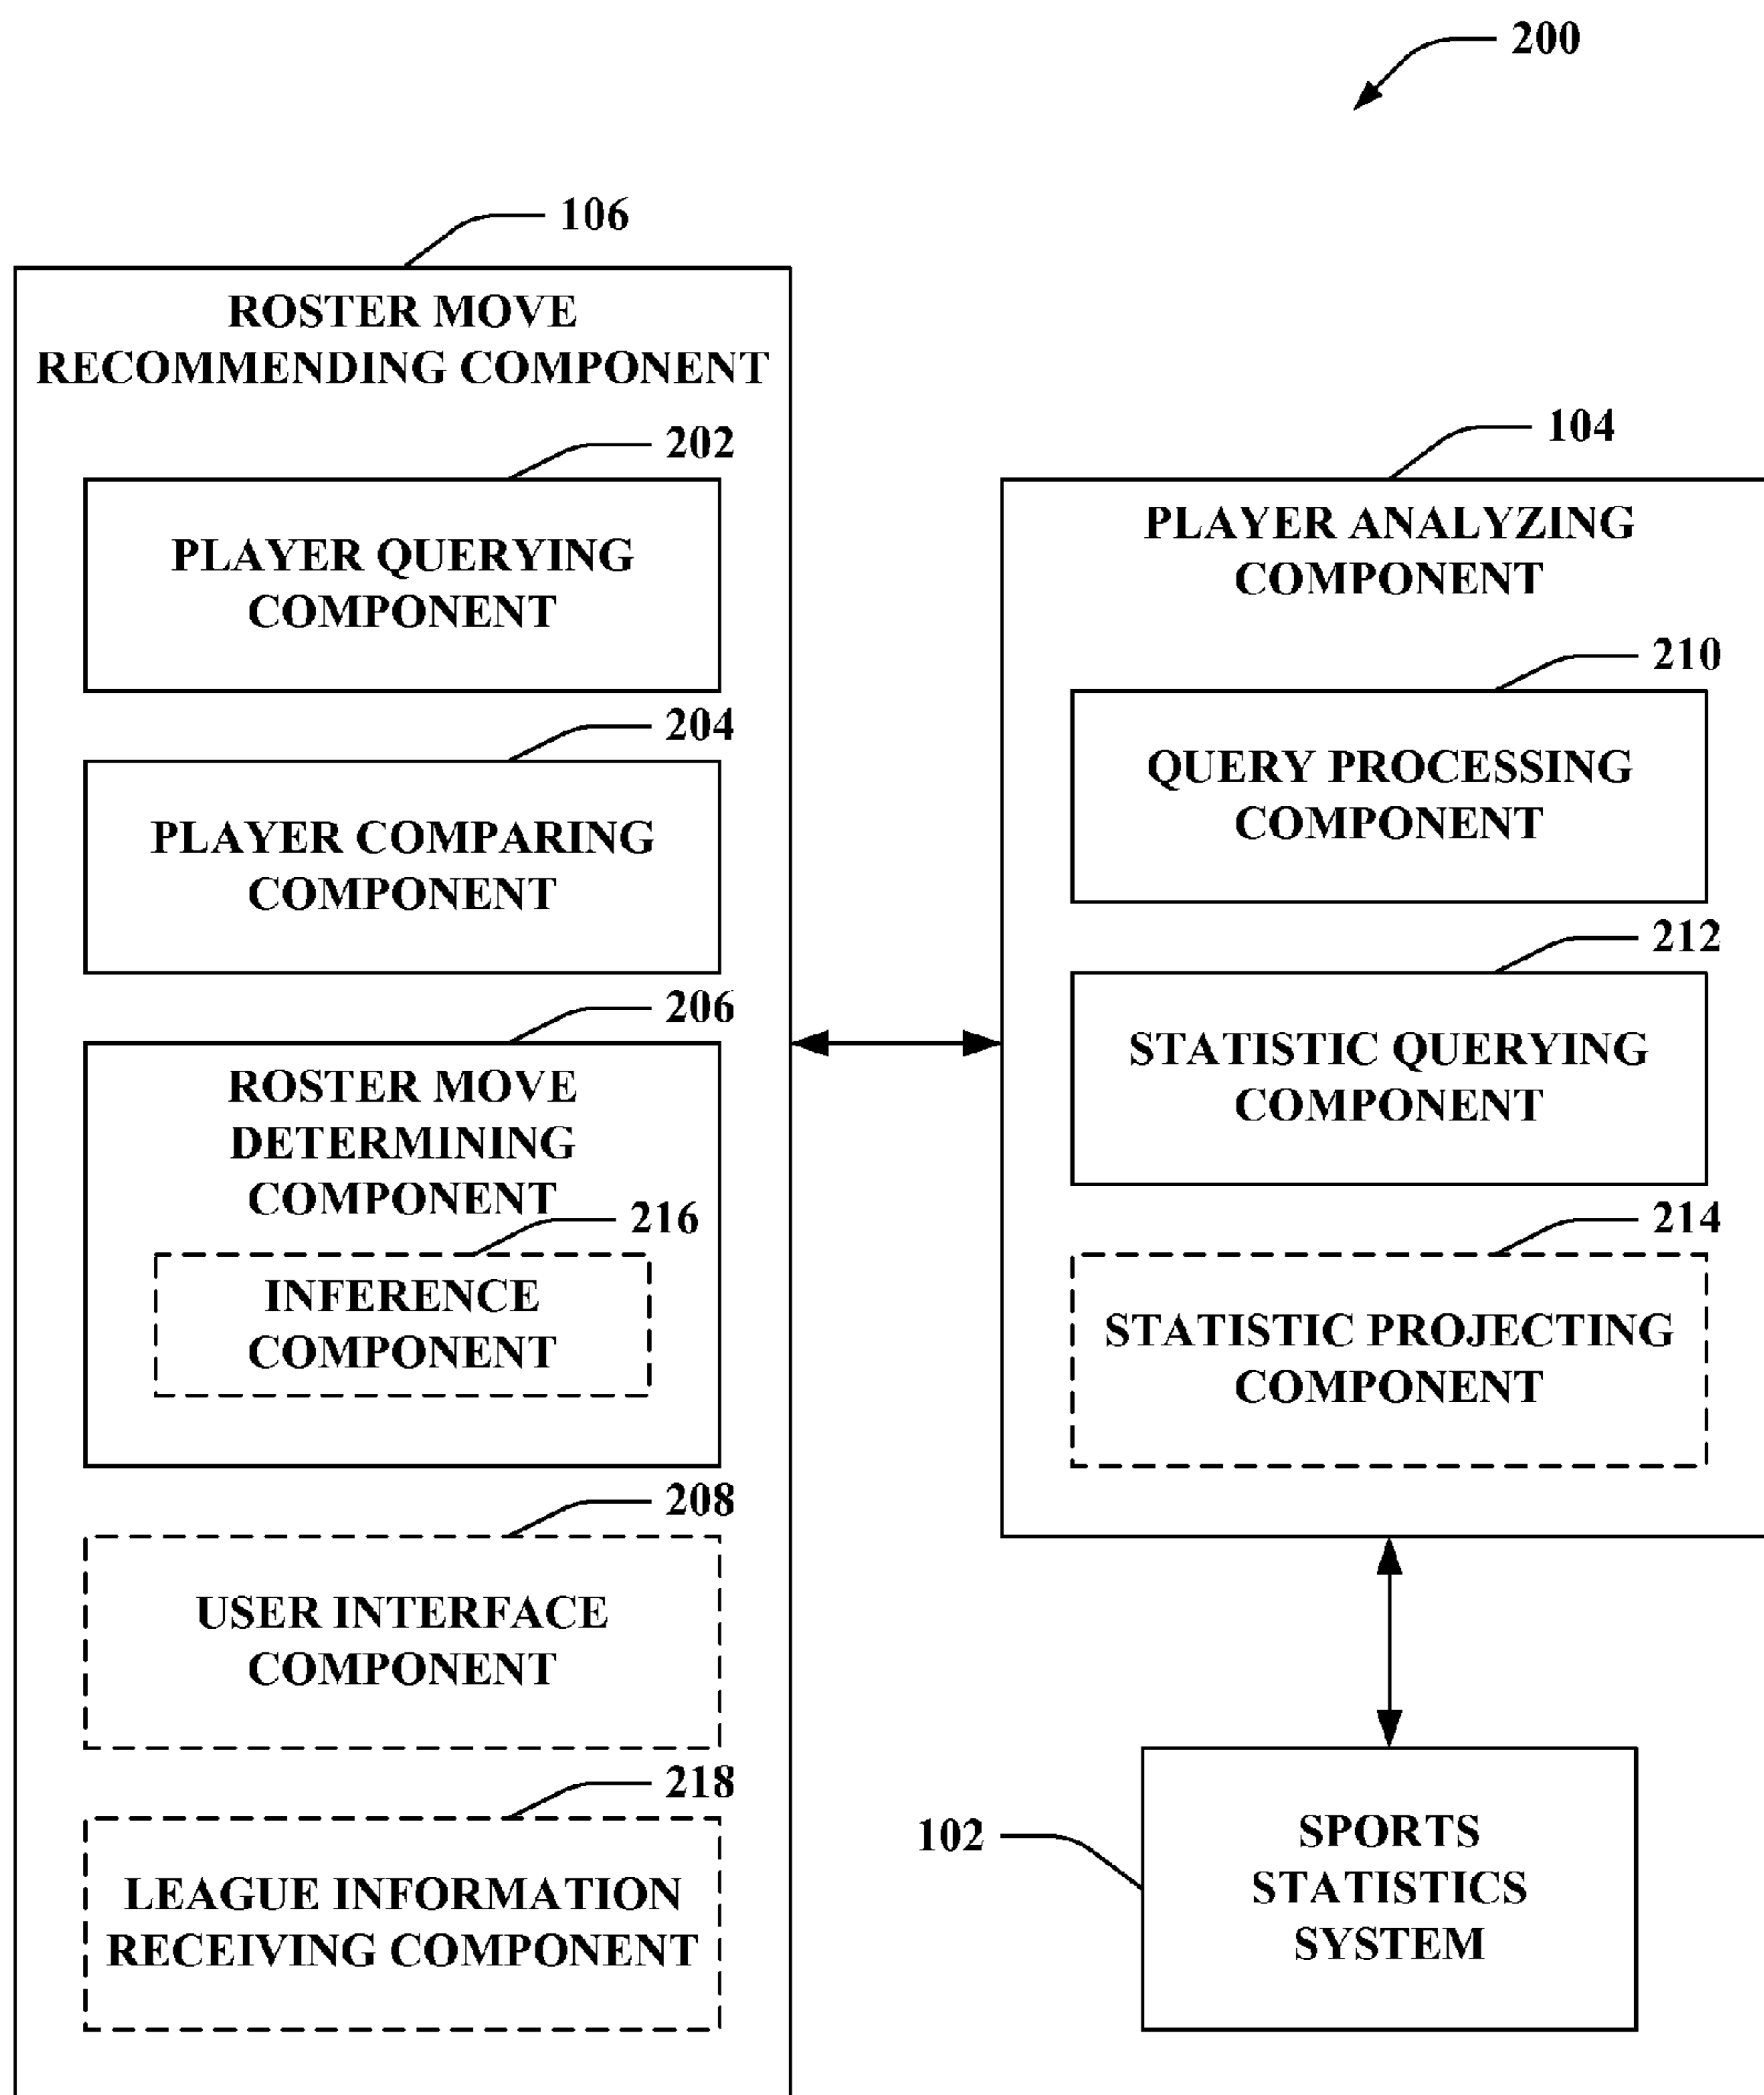 200
106
ROSTER MOVE
RECOMMENDING COMPONENT
202
PLAYER QUERYING
COMPONENT
204
PLAYER COMPARING
COMPONENT
206
ROSTER MOVE
DETERMINING
COMPONENT
216
INFERENCE
COMPONENT
208
USER INTERFACE
COMPONENT
218
LEAGUE INFORMATION
RECEIVING COMPONENT
104
PLAYER ANALYZING
COMPONENT
210
QUERY PROCESSING
COMPONENT
212
STATISTIC QUERYING
COMPONENT
214
STATISTIC PROJECTING
COMPONENT
102
SPORTS
STATISTICS
SYSTEM